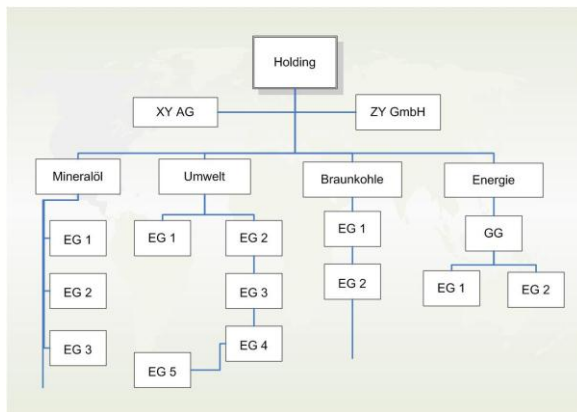 Holding
XY AG
ZY GmbH
Mineralöl
Umwelt
Braunkohle
Energie
EG 1
EG 2
EG 3
EG 1
EG 2
EG 3
EG 4
EG 5
EG 1
EG 2
GG
EG 1
EG 2